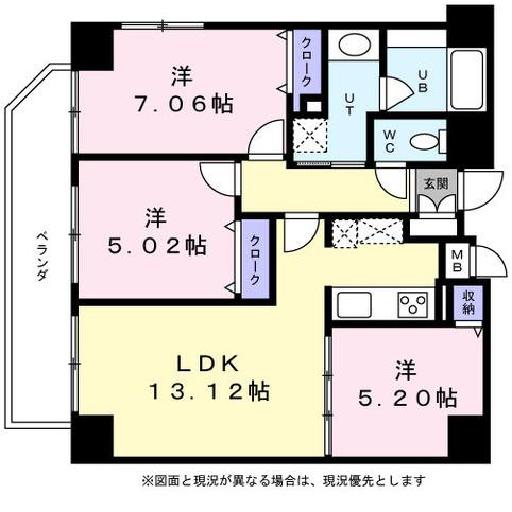 洋
7.06帖
クローク
UT
UB
WC
玄関
洋
5.02帖
クローク
ベランダ
MB
収納
LDK
13.12帖
洋
5.20帖
※図面と現況が異なる場合は、現況優先とします